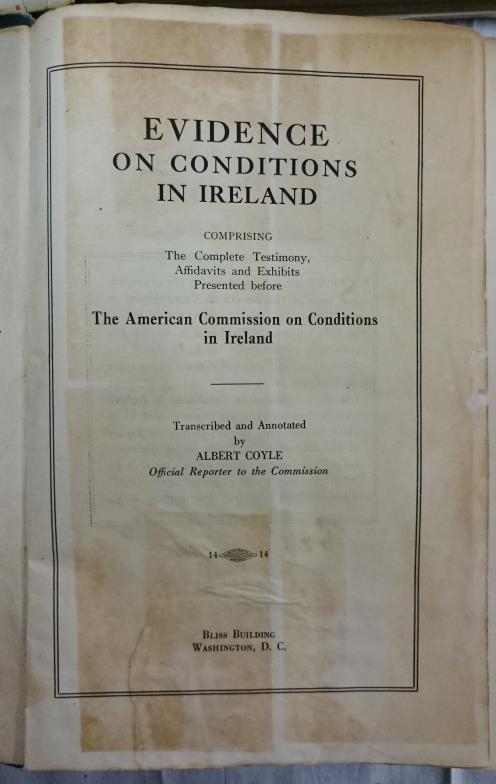 EVIDENCE
ON CONDITIONS
IN IRELAND
COMPRISING
The Complete Testimony,
Affidavits and Exhibits
Presented before
The American Commission on Conditions
in Ireland
Transcribed and Annotated
by
ALBERT COYLE
Official Reporter to the Commission
14 14
BLISS BUILDING
WASHINGTON, D. C.